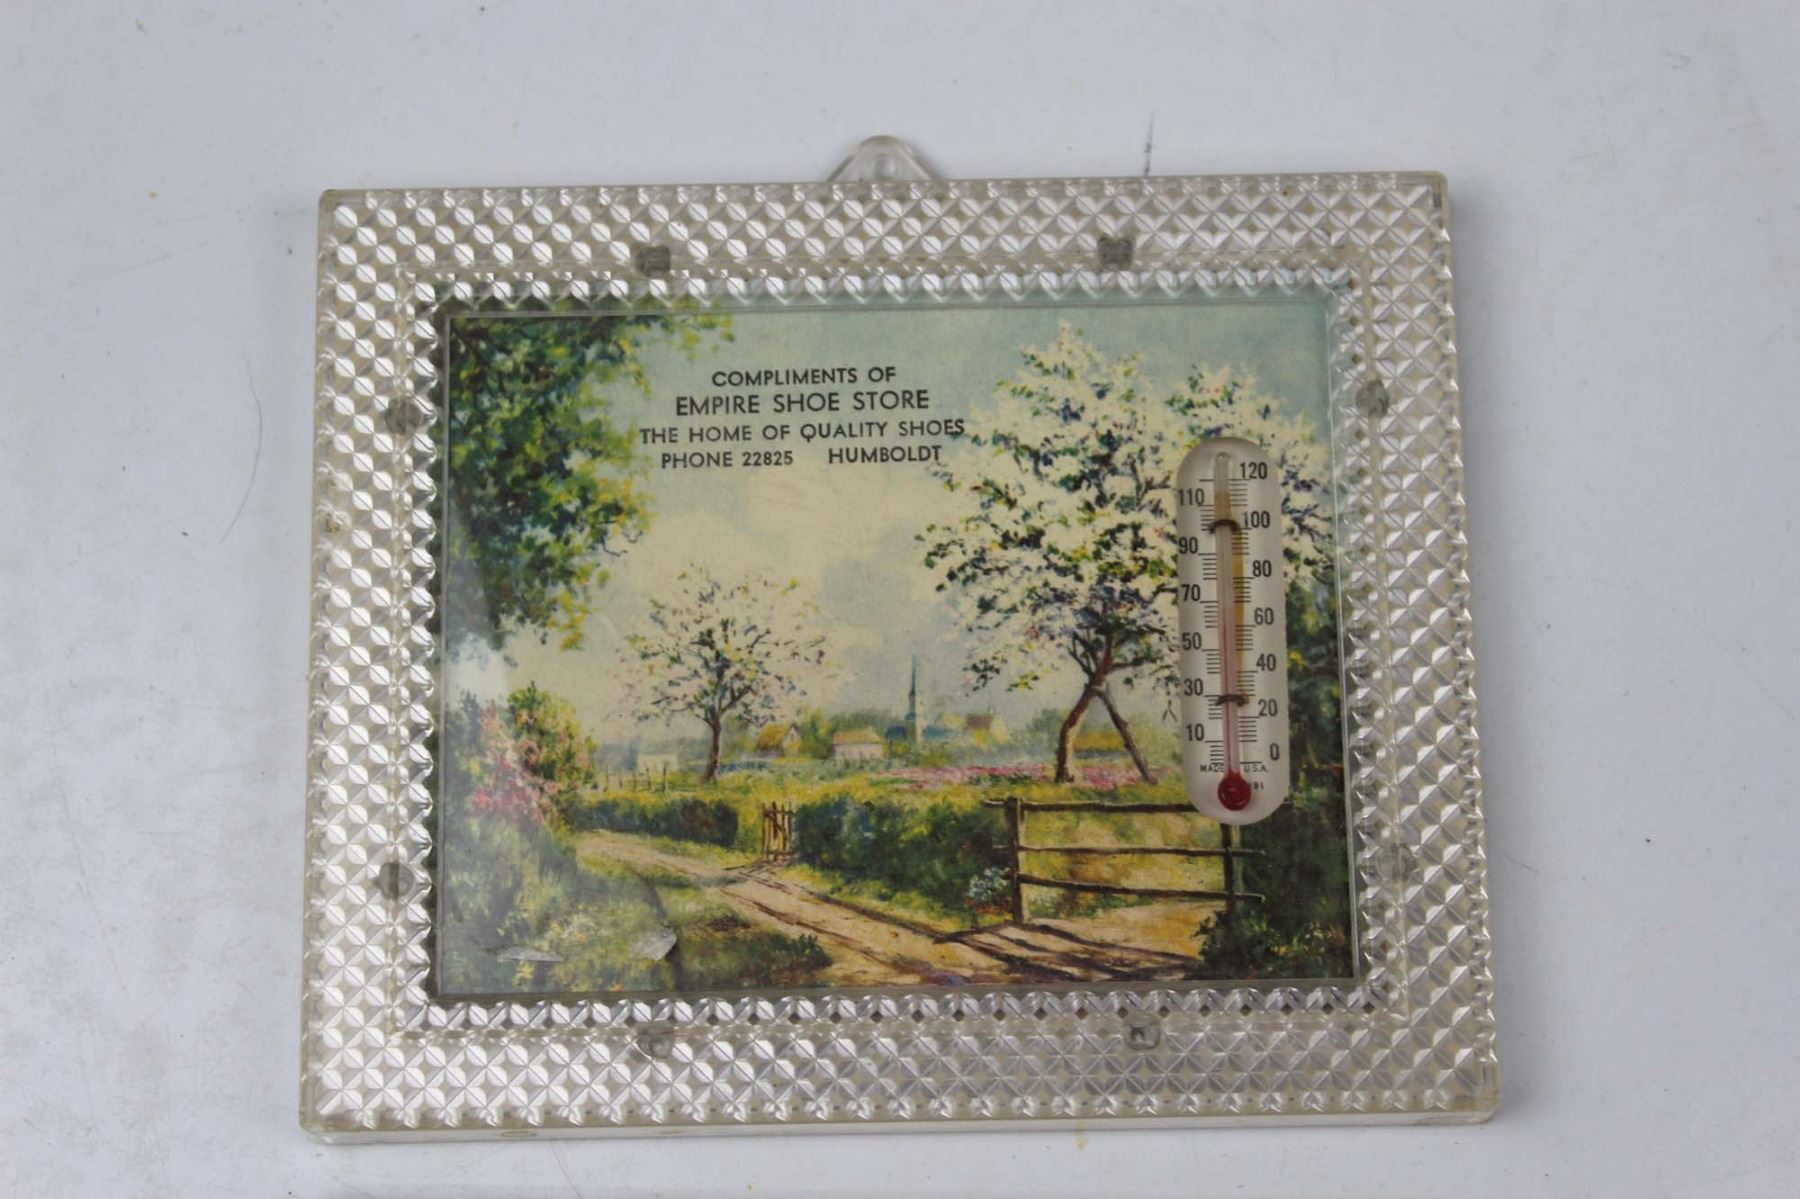 COMPLIMENTS OF
EMPIRE SHOE STORE
THE HOME OF QUALITY SHOES
PHONE 22825 HUMBOLDT
120
110
100
90
80
70
60
50
40
30
20
10
0
MADE U.S.A.